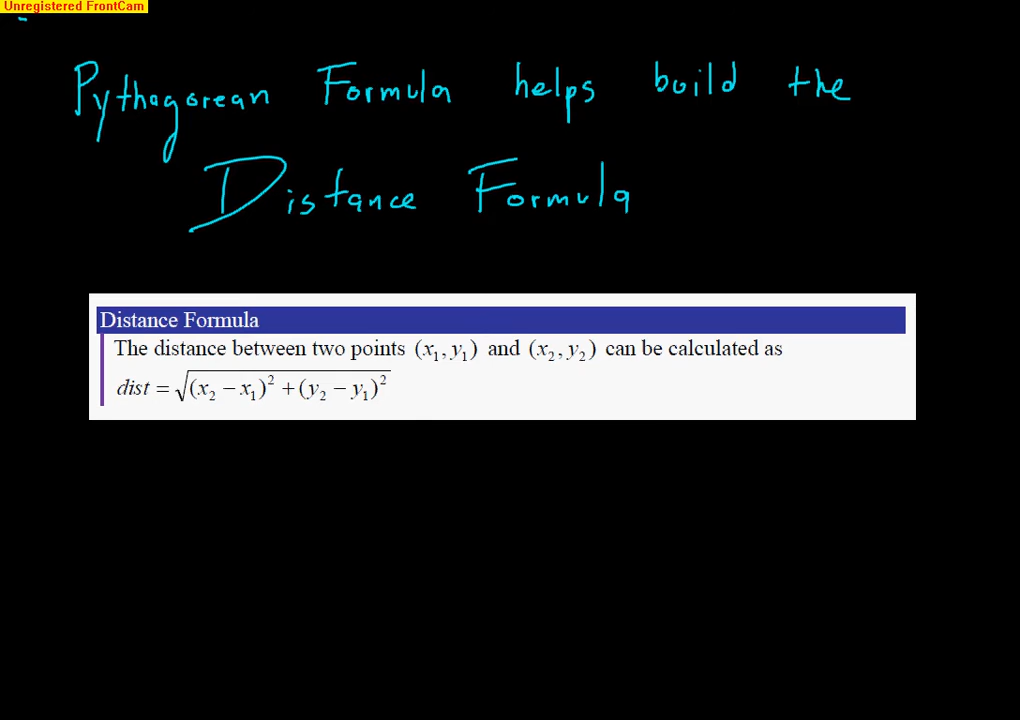 Unregistered FrontCam
Pythagorean Formula helps build the
Distance Formula
Distance Formula
The distance between two points (x₁, y₁) and (x₂, y₂) can be calculated as
dist = √((x₂ − x₁)² + (y₂ − y₁)²)